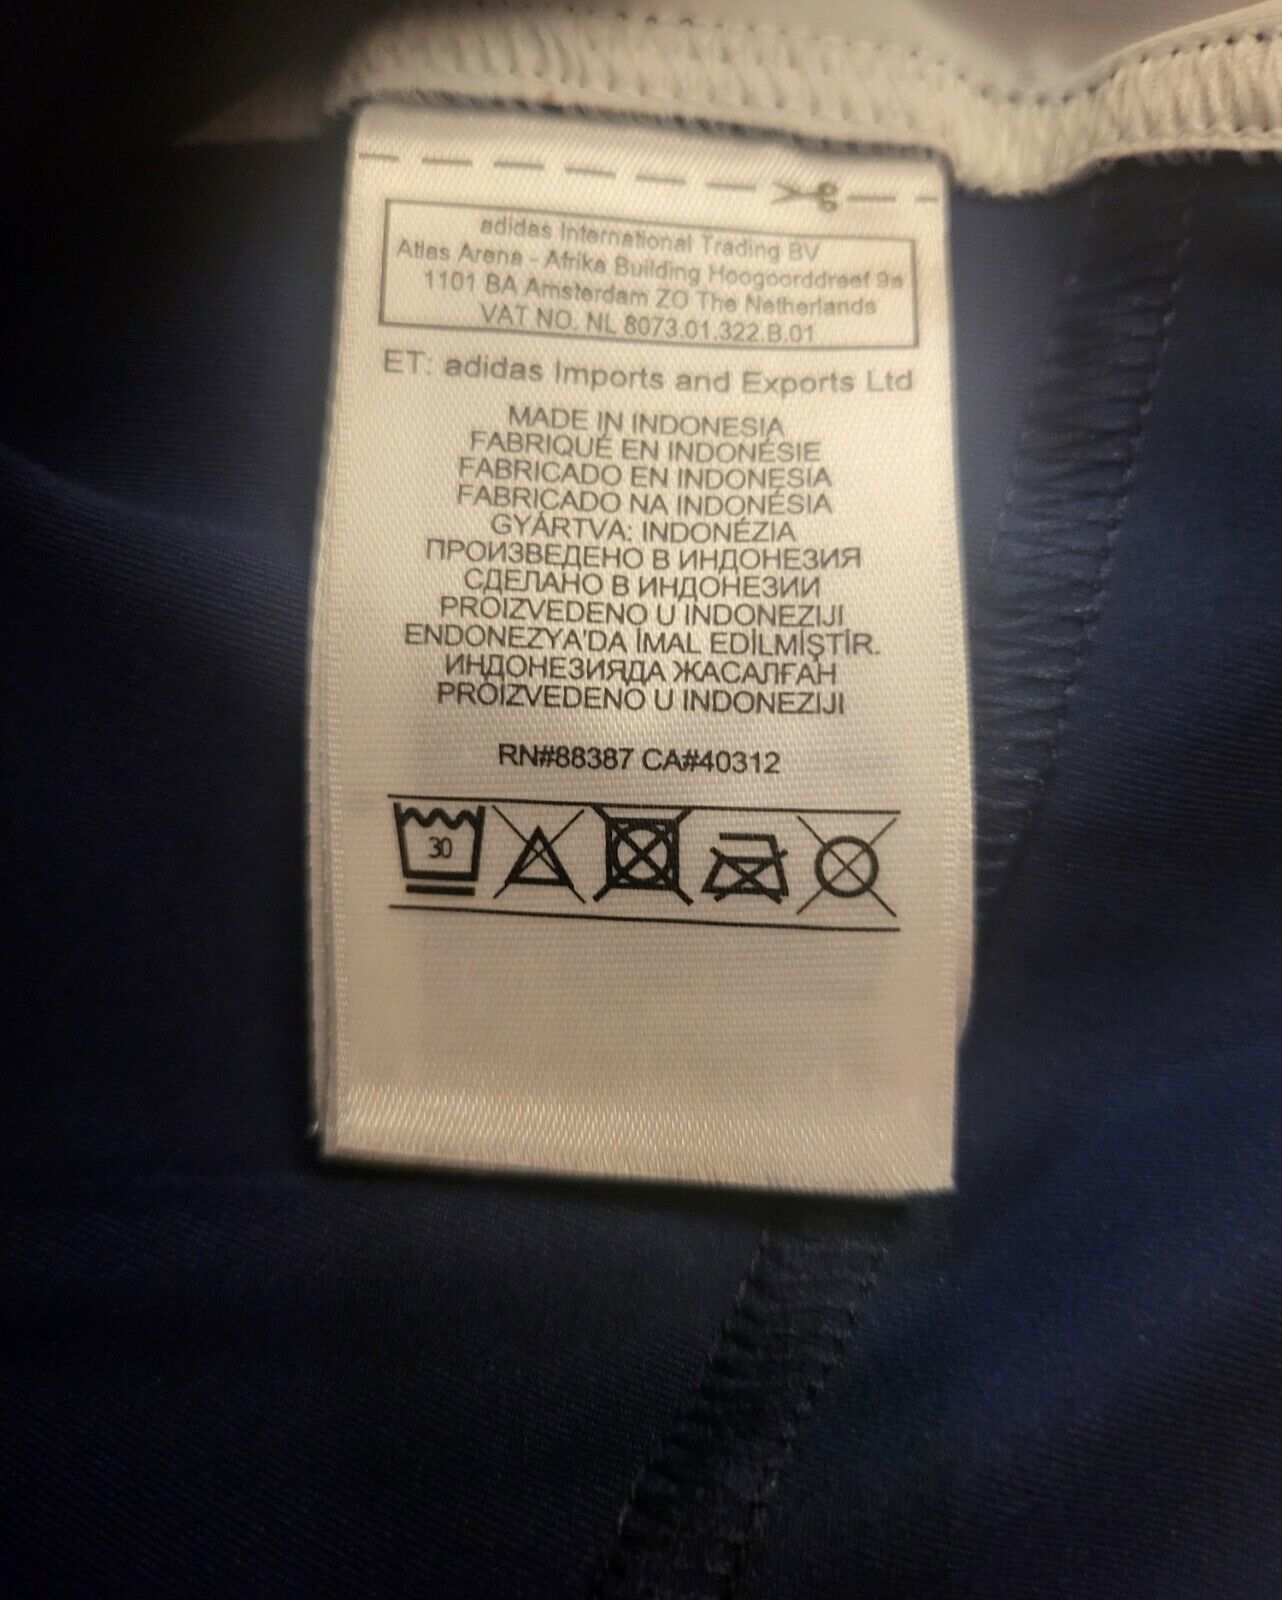 adidas International Trading BV
Atlas Arena - Afrika Building Hoogoorddreef 9a
1101 BA Amsterdam ZO The Netherlands
VAT NO. NL 8073.01.322.B.01
ET: adidas Imports and Exports Ltd
MADE IN INDONESIA
FABRIQUÉ EN INDONÉSIE
FABRICADO EN INDONESIA
FABRICADO NA INDONÉSIA
GYÁRTVA: INDONÉZIA
ПРОИЗВЕДЕНО В ИНДОНЕЗИЯ
СДЕЛАНО В ИНДОНЕЗИИ
PROIZVEDENO U INDONEZIJI
ENDONEZYA'DA İMAL EDİLMİŞTİR.
ИНДОНЕЗИЯДА ЖАСАЛҒАН
PROIZVEDENO U INDONEZIJI
RN#88387 CA#40312
30